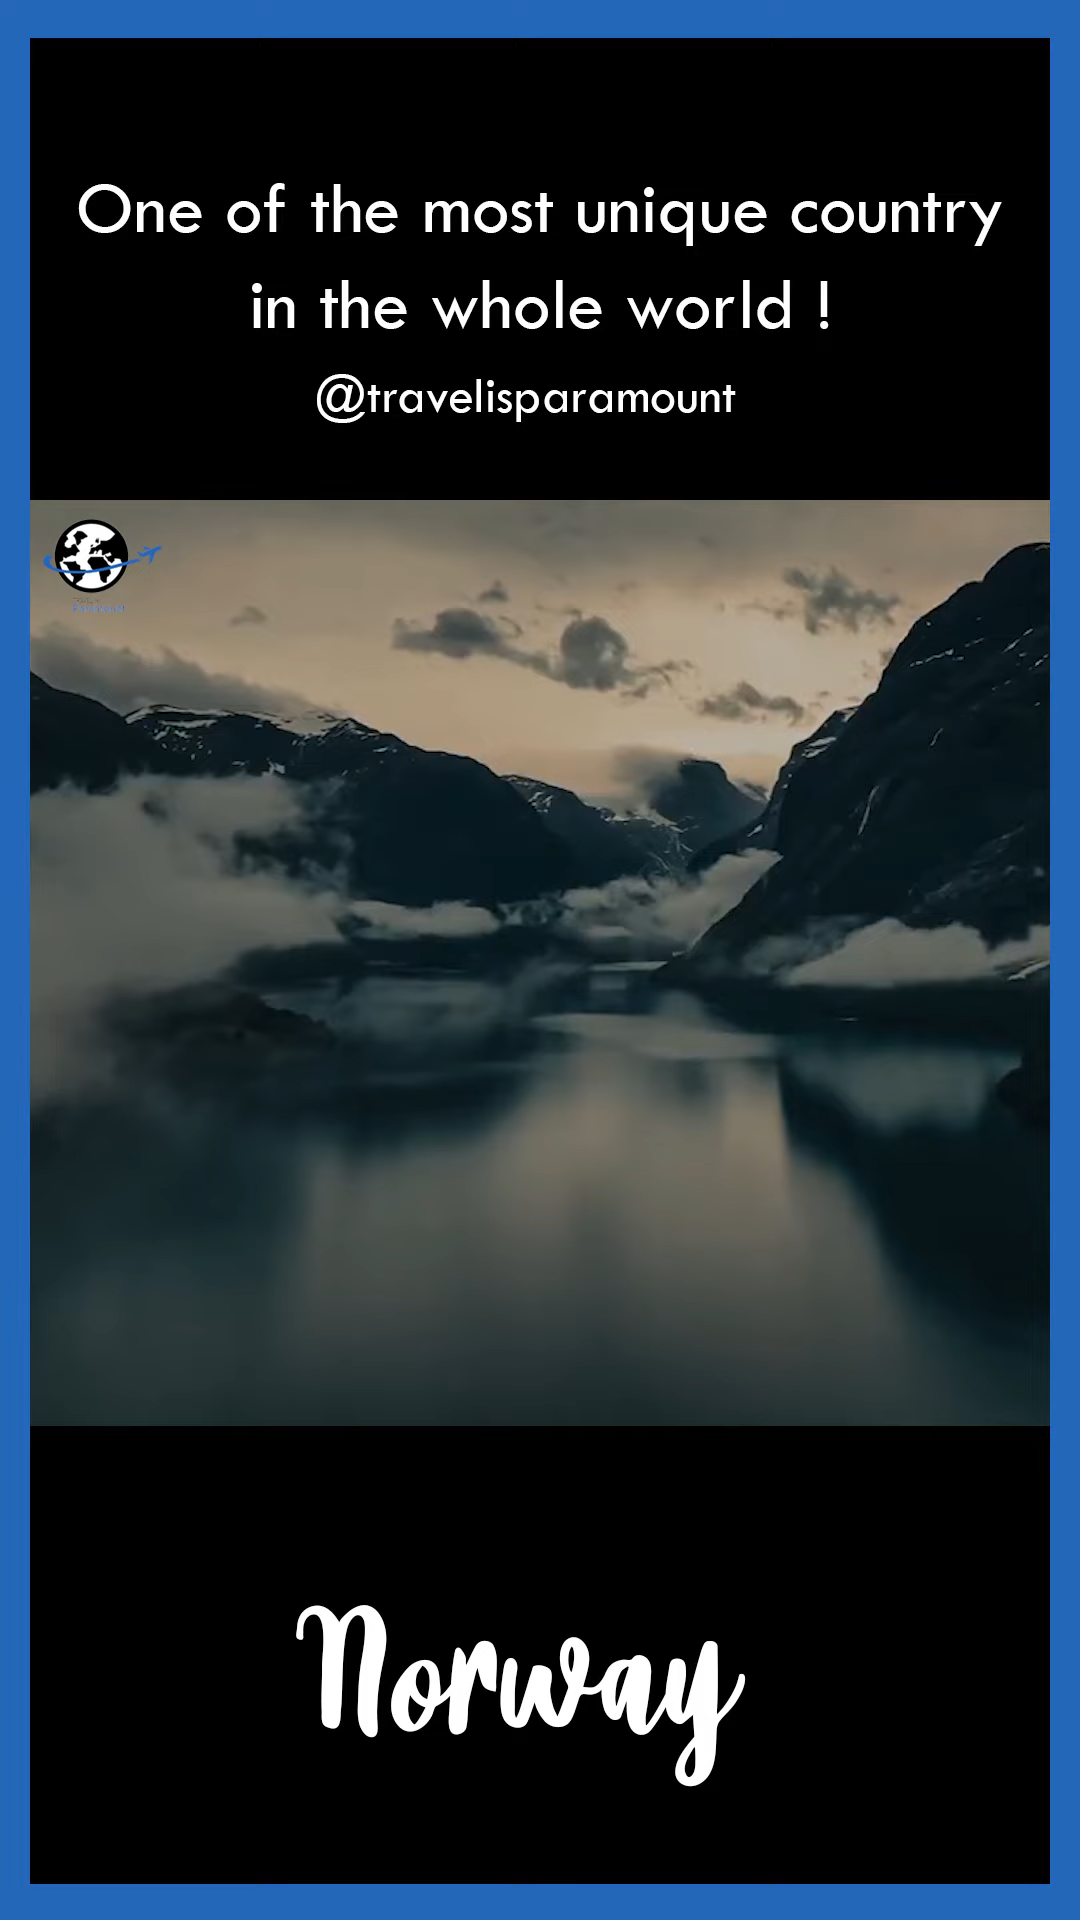 One of the most unique country
in the whole world !
@travelisparamount
Norway